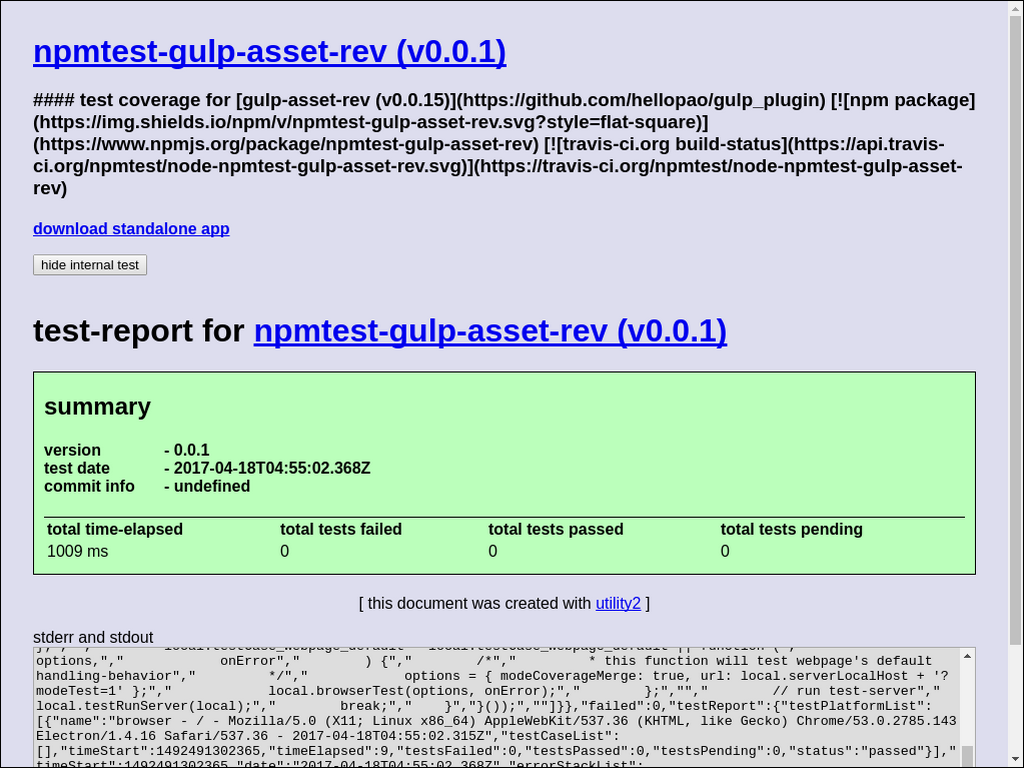 npmtest-gulp-asset-rev (v0.0.1)
#### test coverage for [gulp-asset-rev (v0.0.15)](https://github.com/hellopao/gulp_plugin) [![npm package]
(https://img.shields.io/npm/v/npmtest-gulp-asset-rev.svg?style=flat-square)]
(https://www.npmjs.org/package/npmtest-gulp-asset-rev) [![travis-ci.org build-status](https://api.travis-
ci.org/npmtest/node-npmtest-gulp-asset-rev.svg)](https://travis-ci.org/npmtest/node-npmtest-gulp-asset-
rev)
download standalone app
hide internal test
test-report for npmtest-gulp-asset-rev (v0.0.1)
summary
version - 0.0.1
test date - 2017-04-18T04:55:02.368Z
commit info - undefined
total time-elapsed total tests failed total tests passed total tests pending
1009 ms 0 0 0
[ this document was created with utility2 ]
stderr and stdout
options,"," onError"," ) {"," /*"," * this function will test webpage's default
handling-behavior"," */"," options = { modeCoverageMerge: true, url: local.serverLocalHost + '?
modeTest=1' };"," local.browserTest(options, onError);"," };",""," // run test-server","
local.testRunServer(local);"," break;"," }","}());",""]}},"failed":0,"testReport":{"testPlatformList":
[{"name":"browser - / - Mozilla/5.0 (X11; Linux x86_64) AppleWebKit/537.36 (KHTML, like Gecko) Chrome/53.0.2785.143
Electron/1.4.16 Safari/537.36 - 2017-04-18T04:55:02.315Z","testCaseList":
[],"timeStart":1492491302365,"timeElapsed":9,"testsFailed":0,"testsPassed":0,"testsPending":0,"status":"passed"}],"
timeStart":1492491302365,"date":"2017-04-18T04:55:02.368Z","errorStackList":